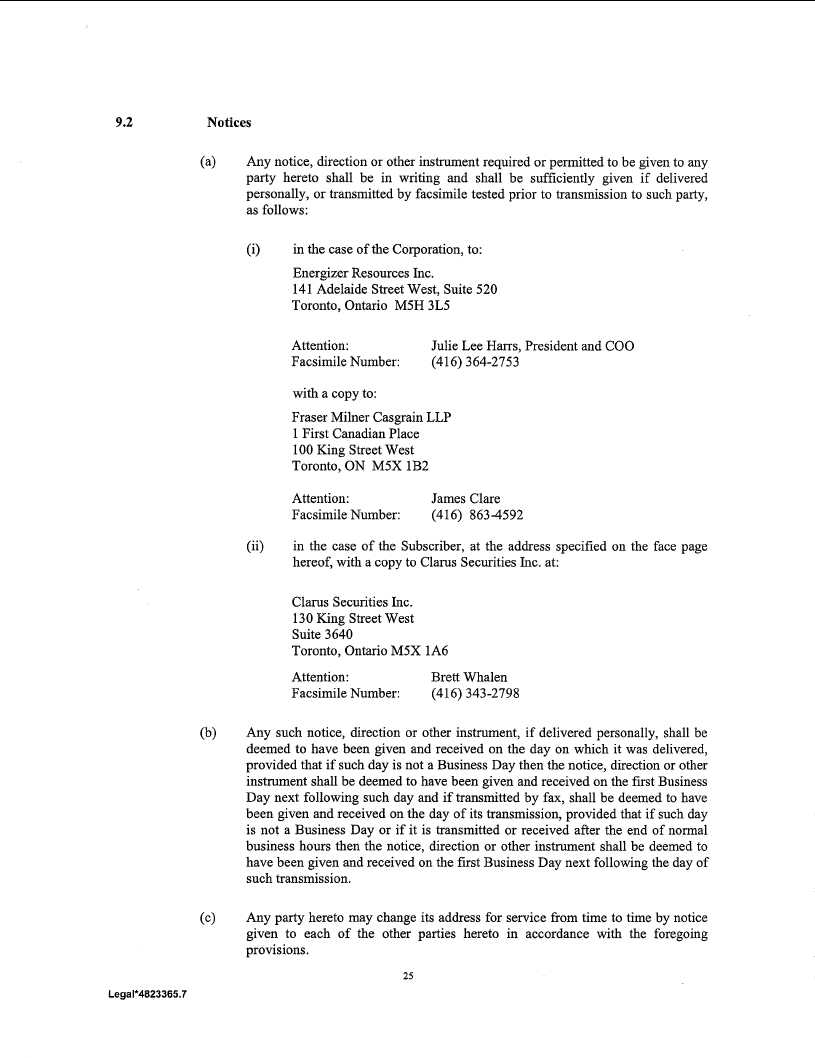 9.2 Notices
(a) Any notice, direction or other instrument required or permitted to be given to any
party hereto shall be in writing and shall be sufficiently given if delivered
personally, or transmitted by facsimile tested prior to transmission to such party,
as follows:
(i) in the case of the Corporation, to:
Energizer Resources Inc.
141 Adelaide Street West, Suite 520
Toronto, Ontario M5H 3L5
Attention: Julie Lee Harrs, President and COO
Facsimile Number: (416) 364-2753
with a copy to:
Fraser Milner Casgrain LLP
1 First Canadian Place
100 King Street West
Toronto, ON M5X 1B2
Attention: James Clare
Facsimile Number: (416) 863-4592
(ii) in the case of the Subscriber, at the address specified on the face page
hereof, with a copy to Clarus Securities Inc. at:
Clarus Securities Inc.
130 King Street West
Suite 3640
Toronto, Ontario M5X 1A6
Attention: Brett Whalen
Facsimile Number: (416) 343-2798
(b) Any such notice, direction or other instrument, if delivered personally, shall be
deemed to have been given and received on the day on which it was delivered,
provided that if such day is not a Business Day then the notice, direction or other
instrument shall be deemed to have been given and received on the first Business
Day next following such day and if transmitted by fax, shall be deemed to have
been given and received on the day of its transmission, provided that if such day
is not a Business Day or if it is transmitted or received after the end of normal
business hours then the notice, direction or other instrument shall be deemed to
have been given and received on the first Business Day next following the day of
such transmission.
(c) Any party hereto may change its address for service from time to time by notice
given to each of the other parties hereto in accordance with the foregoing
provisions.
25
Legal*4823365.7